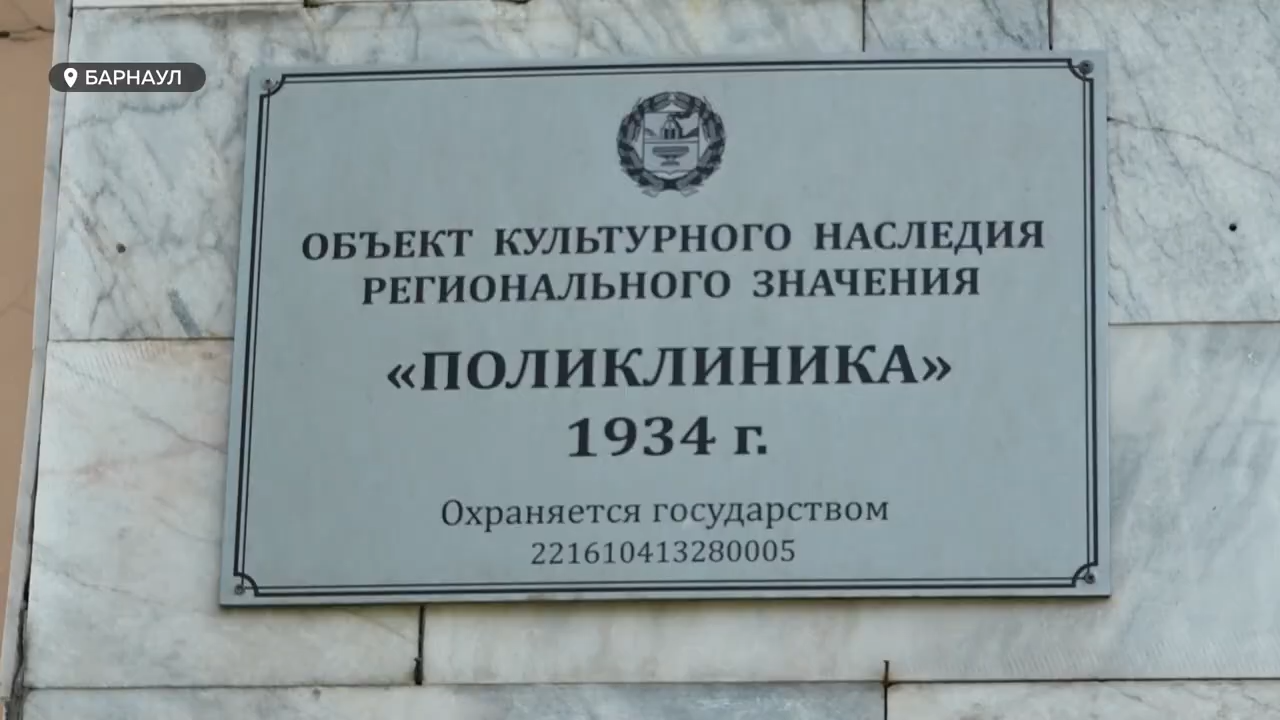 БАРНАУЛ
ОБЪЕКТ КУЛЬТУРНОГО НАСЛЕДИЯ
РЕГИОНАЛЬНОГО ЗНАЧЕНИЯ
«ПОЛИКЛИНИКА»
1934 г.
Охраняется государством
221610413280005